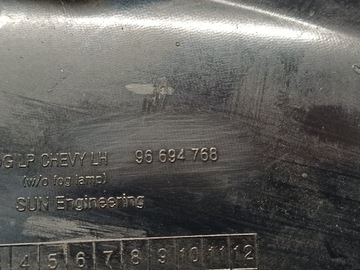 LP CHEVY LH 96 694 768
(w/o fog lamp)
SUN Engineering
4 5 6 7 8 9 10 11 12